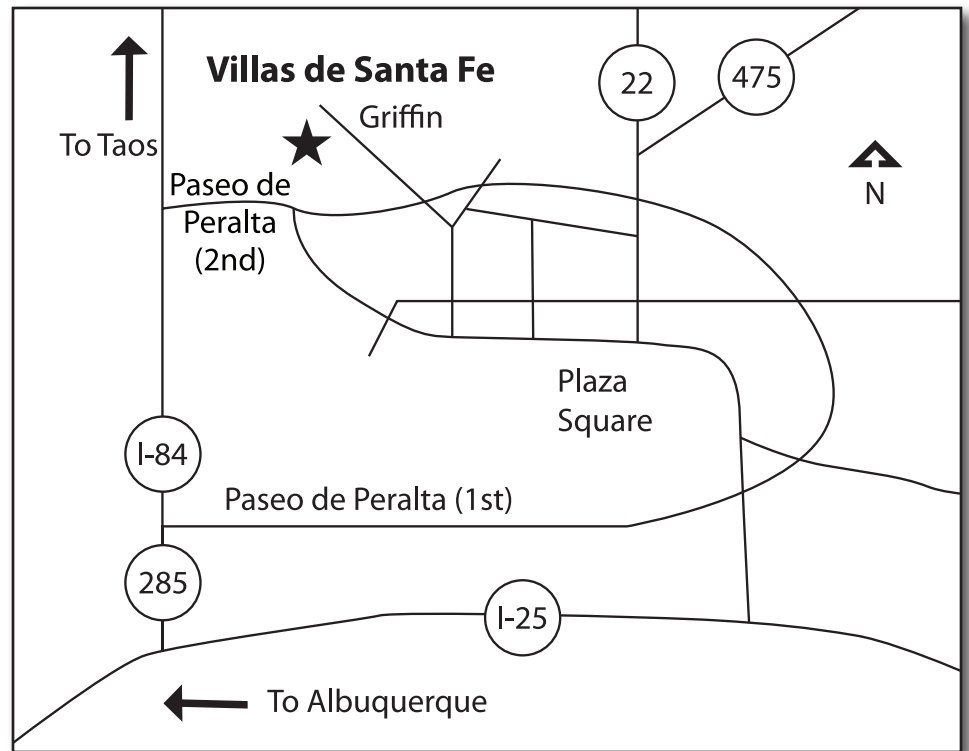 Villas de Santa Fe
22
475
Griffin
To Taos
N
Paseo de
Peralta
(2nd)
Plaza
Square
I-84
Paseo de Peralta (1st)
285
I-25
To Albuquerque